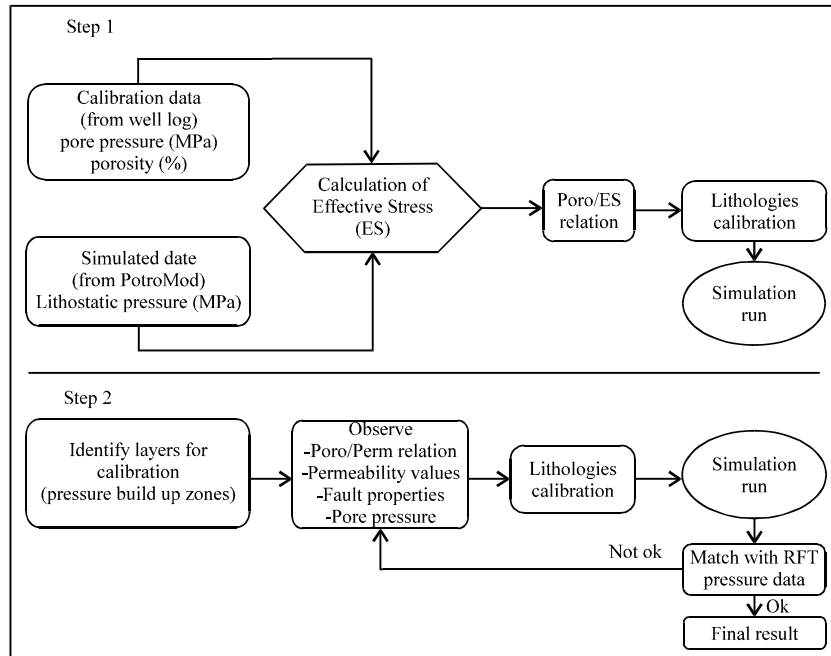 Step 1
Calibration data
(from well log)
pore pressure (MPa)
porosity (%)
Simulated date
(from PotroMod)
Lithostatic pressure (MPa)
Calculation of
Effective Stress
(ES)
Poro/ES
relation
Lithologies
calibration
Simulation
run
Step 2
Identify layers for
calibration
(pressure build up zones)
Observe
-Poro/Perm relation
-Permeability values
-Fault properties
-Pore pressure
Lithologies
calibration
Simulation
run
Not ok
Match with RFT
pressure data
Ok
Final result